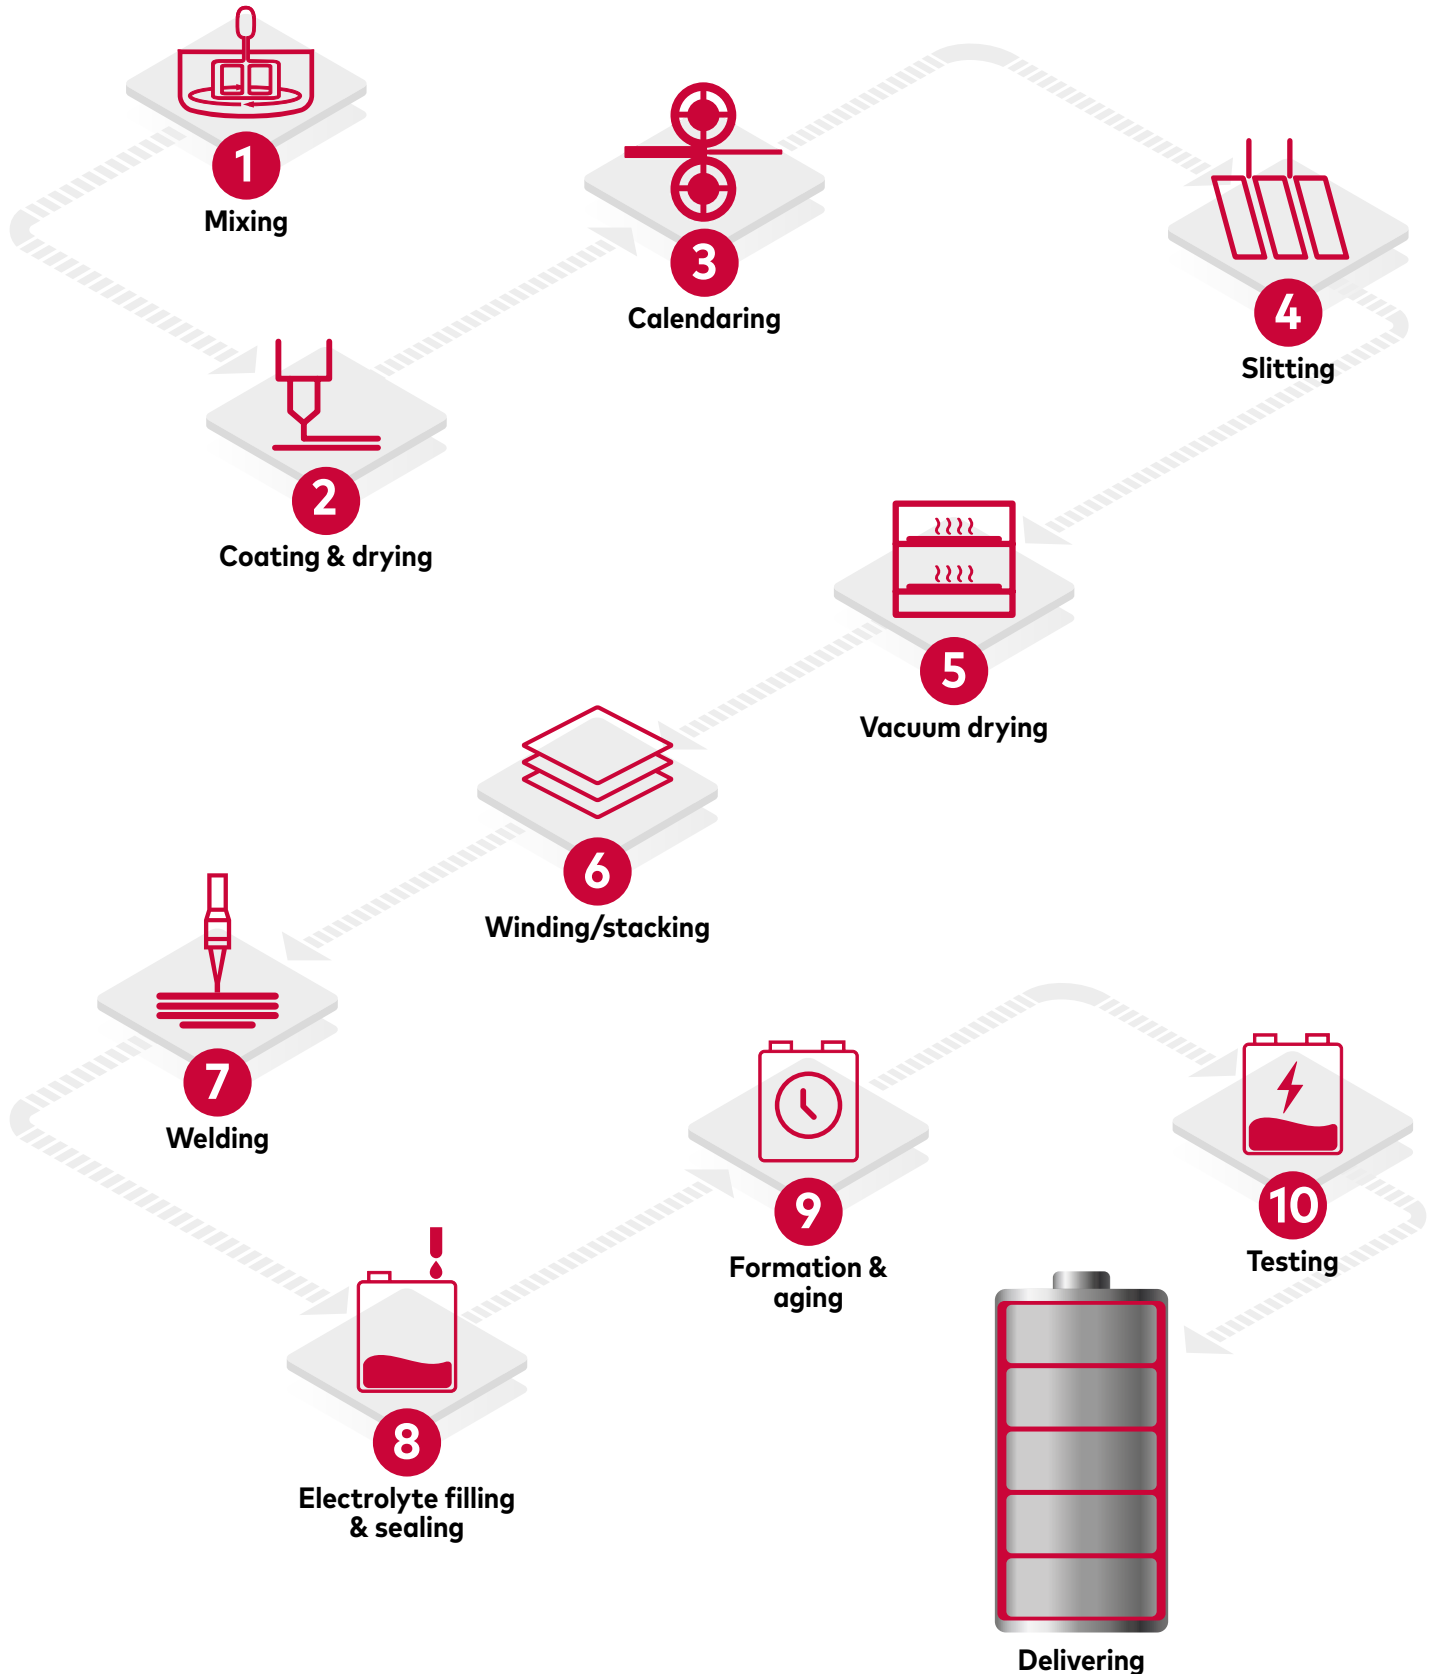 1
Mixing
2
Coating & drying
3
Calendaring
4
Slitting
5
Vacuum drying
6
Winding/stacking
7
Welding
8
Electrolyte filling
& sealing
9
Formation &
aging
10
Testing
Delivering